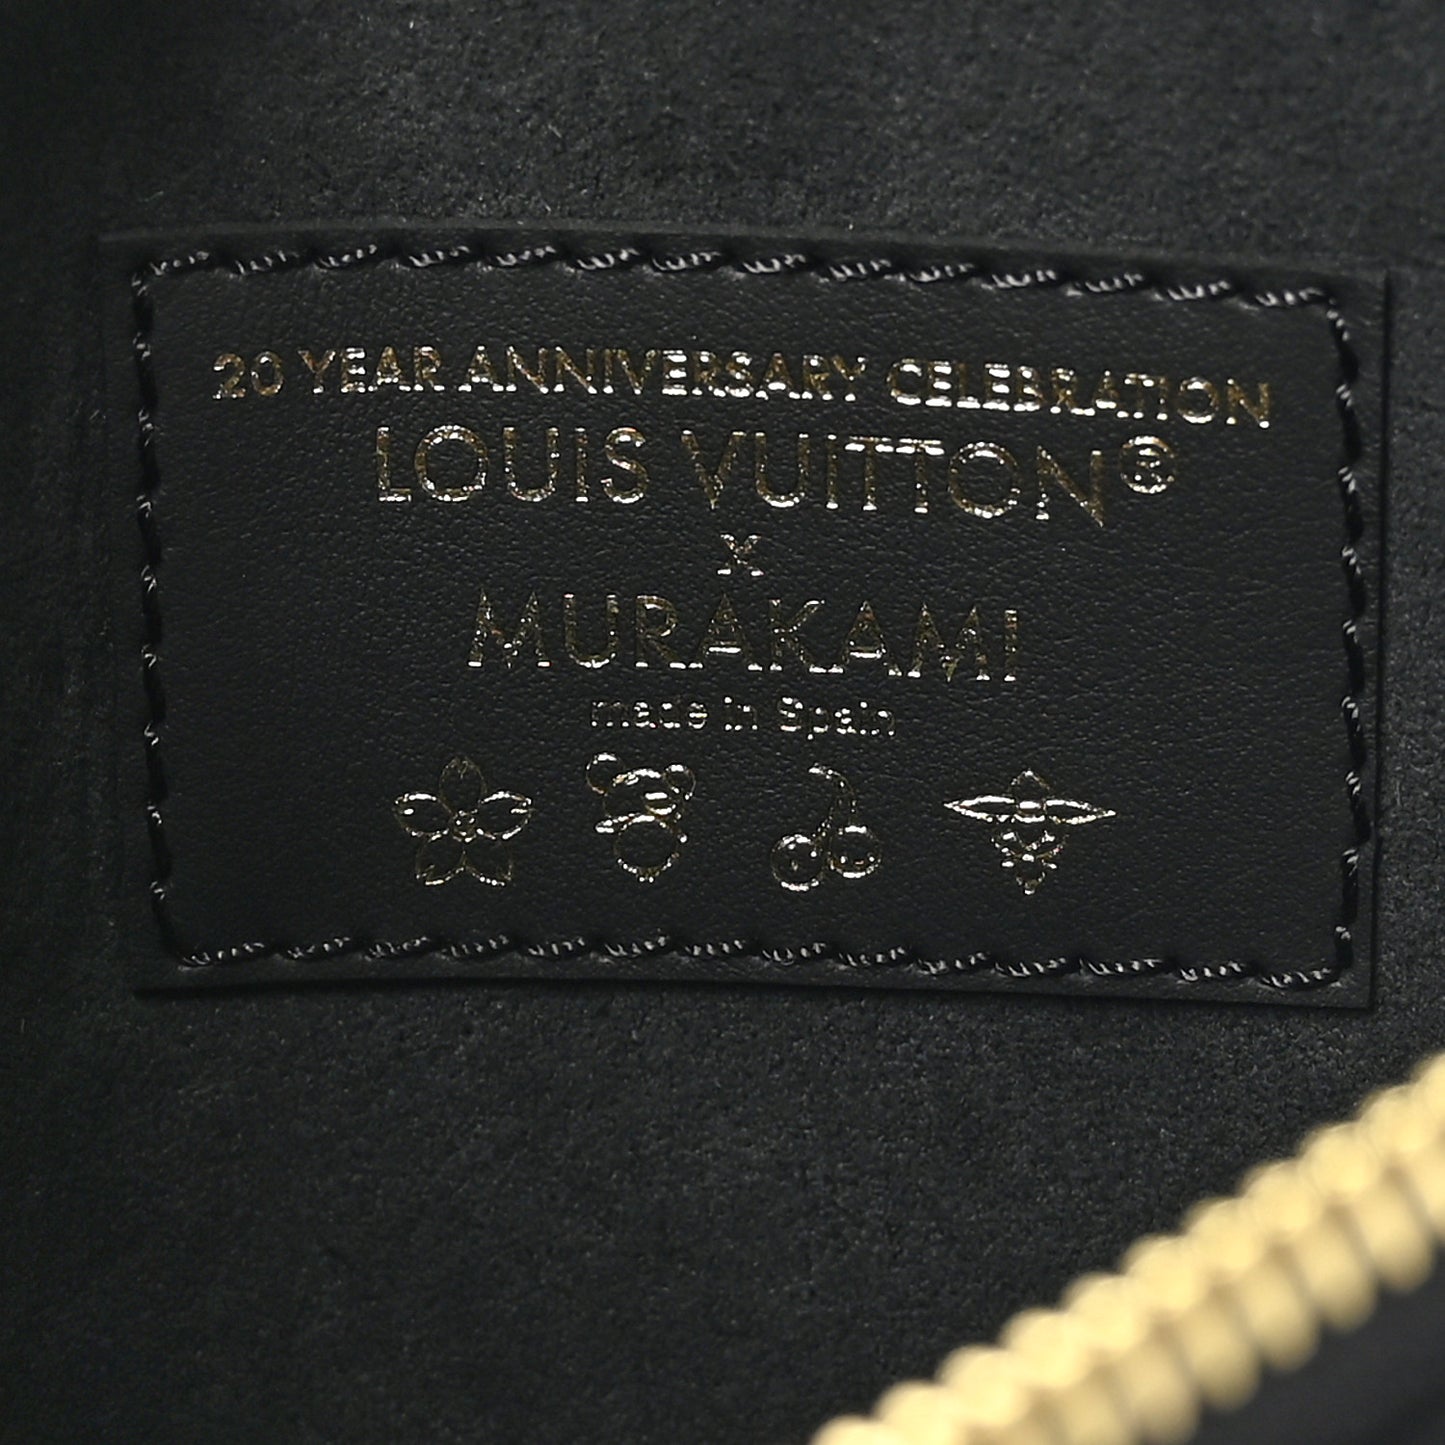 20 YEAR ANNIVERSARY CELEBRATION
LOUIS VUITTON®
x
MURAKAMI
made in Spain